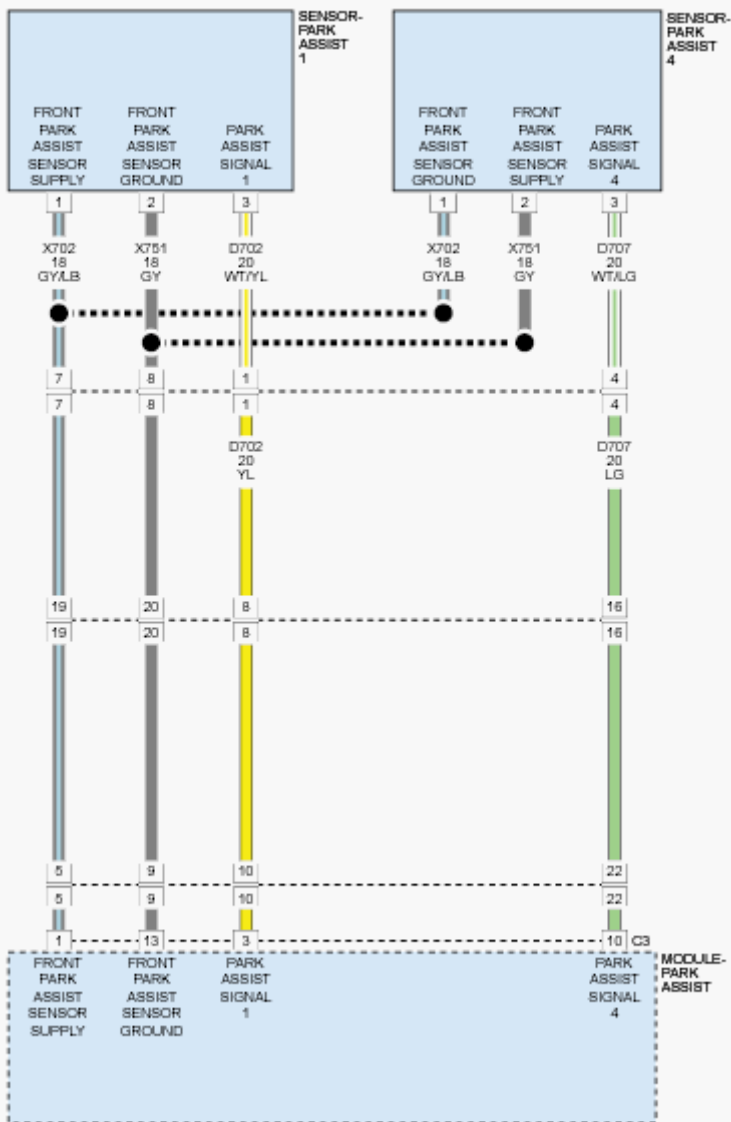 SENSOR-
PARK
ASSIST
1
SENSOR-
PARK
ASSIST
4
FRONT
PARK
ASSIST
SENSOR
SUPPLY
FRONT
PARK
ASSIST
SENSOR
GROUND
PARK
ASSIST
SIGNAL
1
FRONT
PARK
ASSIST
SENSOR
GROUND
FRONT
PARK
ASSIST
SENSOR
SUPPLY
PARK
ASSIST
SIGNAL
4
1 2 3 1 2 3
X702
18
GY/LB
X751
18
GY
D702
20
WT/YL
X702
18
GY/LB
X751
18
GY
D707
20
WT/LG
7 8 1 4
7 8 1 4
D702
20
YL
D707
20
LG
19 20 8 16
19 20 8 16
5 9 10 22
5 9 10 22
1 13 3 10 C3
MODULE-
PARK
ASSIST
FRONT
PARK
ASSIST
SENSOR
SUPPLY
FRONT
PARK
ASSIST
SENSOR
GROUND
PARK
ASSIST
SIGNAL
1
PARK
ASSIST
SIGNAL
4